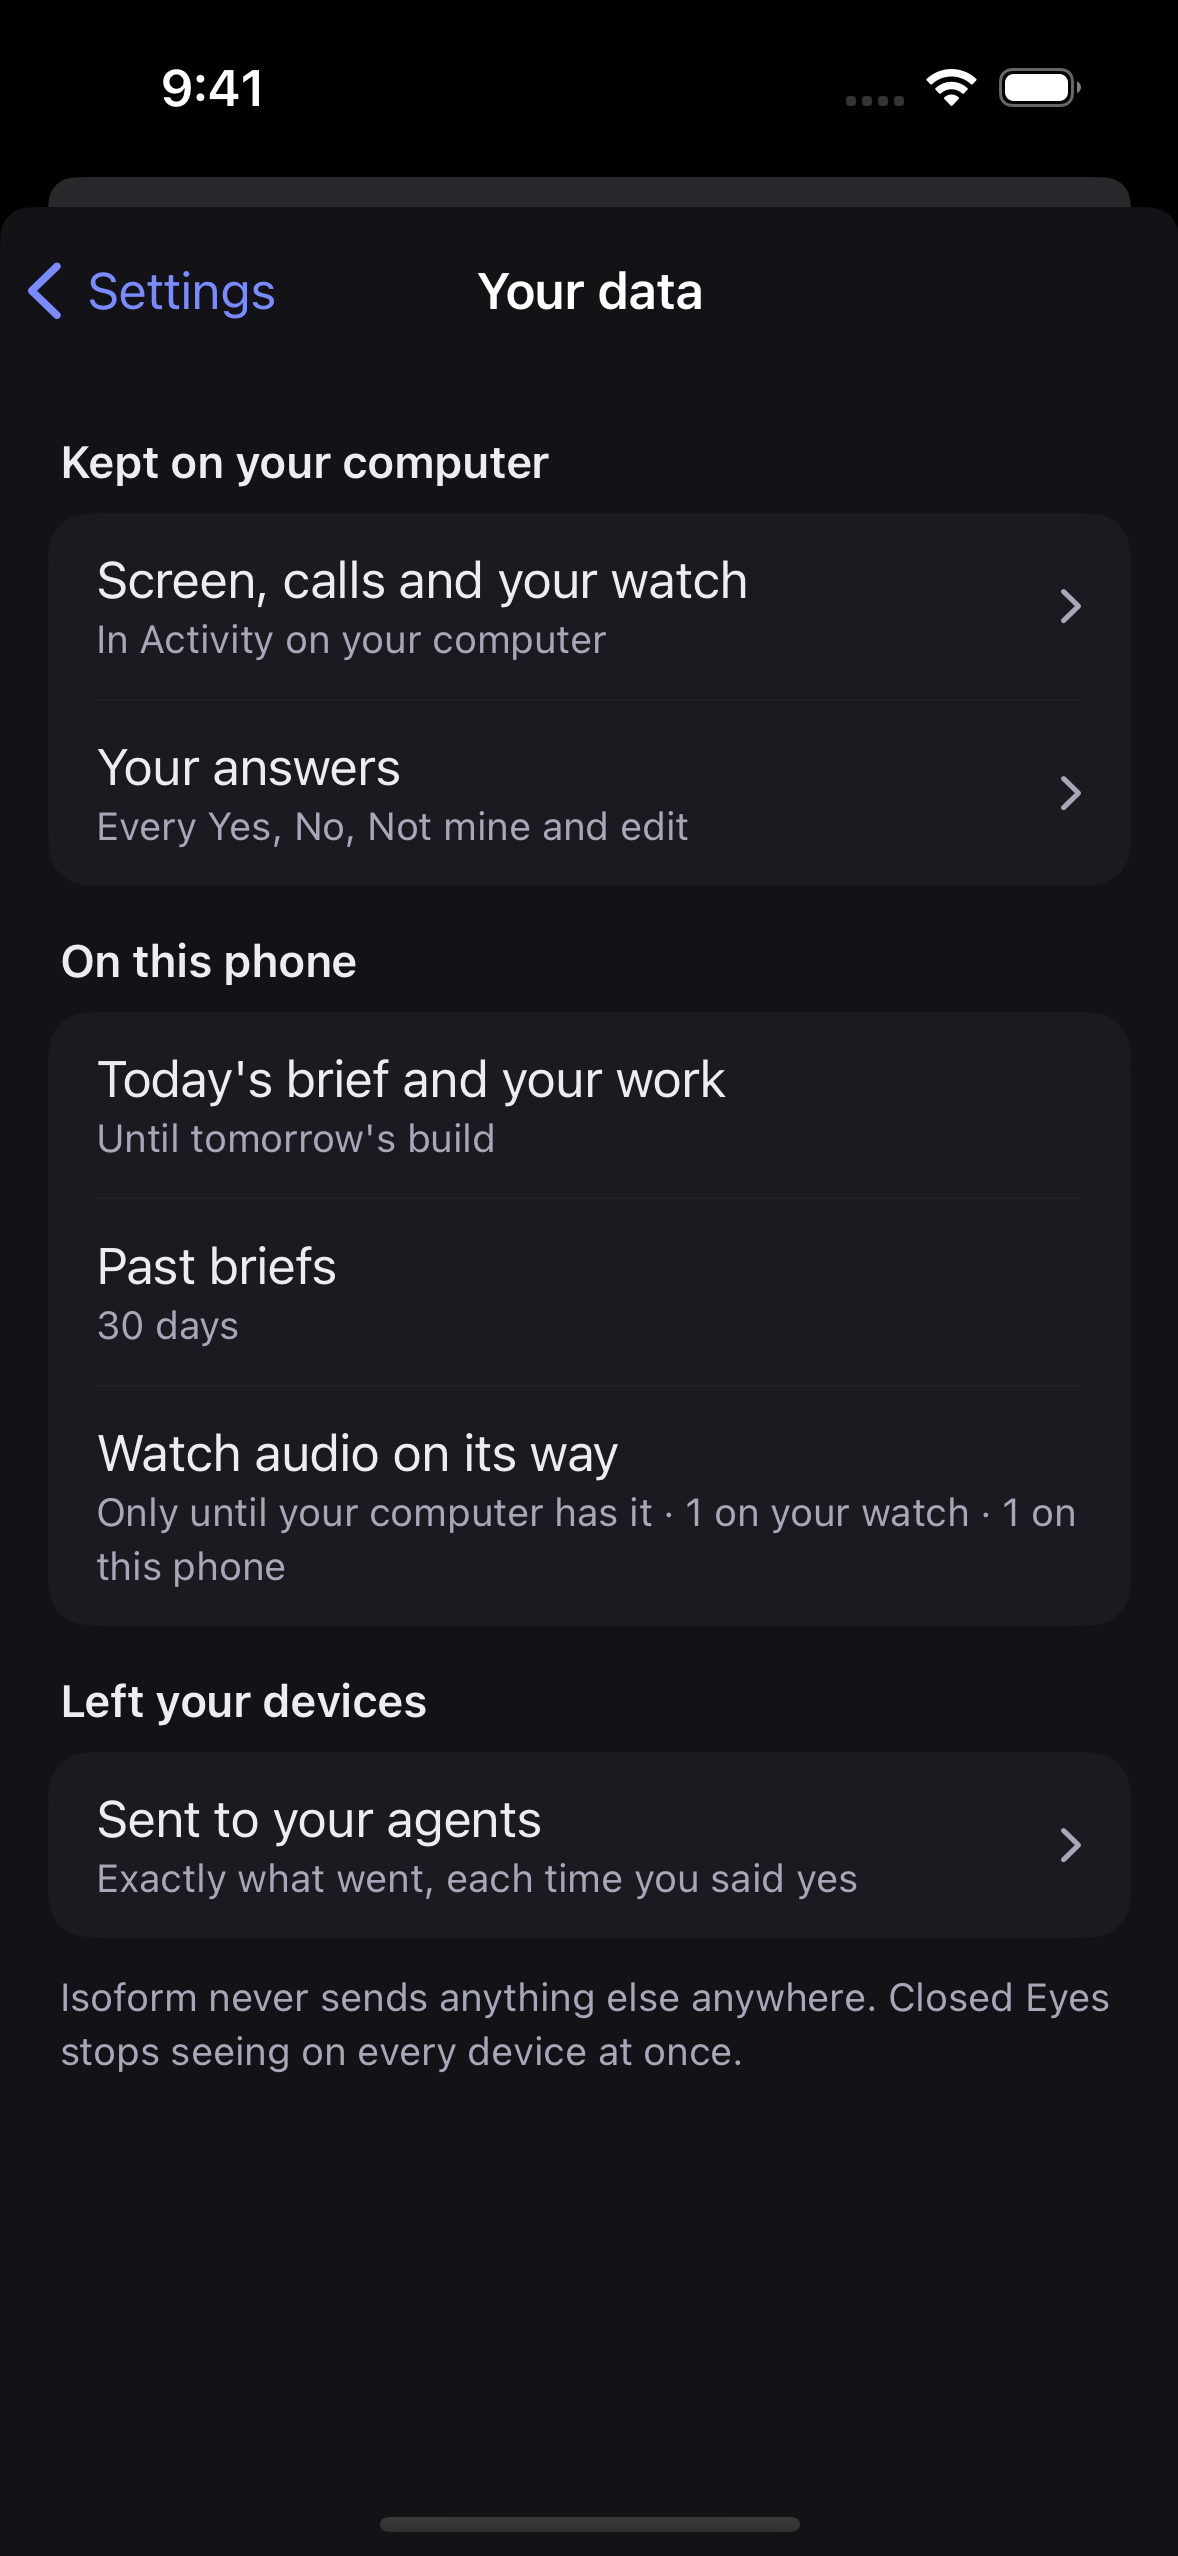 9:41
Settings
Your data
Kept on your computer
Screen, calls and your watch
In Activity on your computer
Your answers
Every Yes, No, Not mine and edit
On this phone
Today's brief and your work
Until tomorrow's build
Past briefs
30 days
Watch audio on its way
Only until your computer has it · 1 on your watch · 1 on
this phone
Left your devices
Sent to your agents
Exactly what went, each time you said yes
Isoform never sends anything else anywhere. Closed Eyes
stops seeing on every device at once.